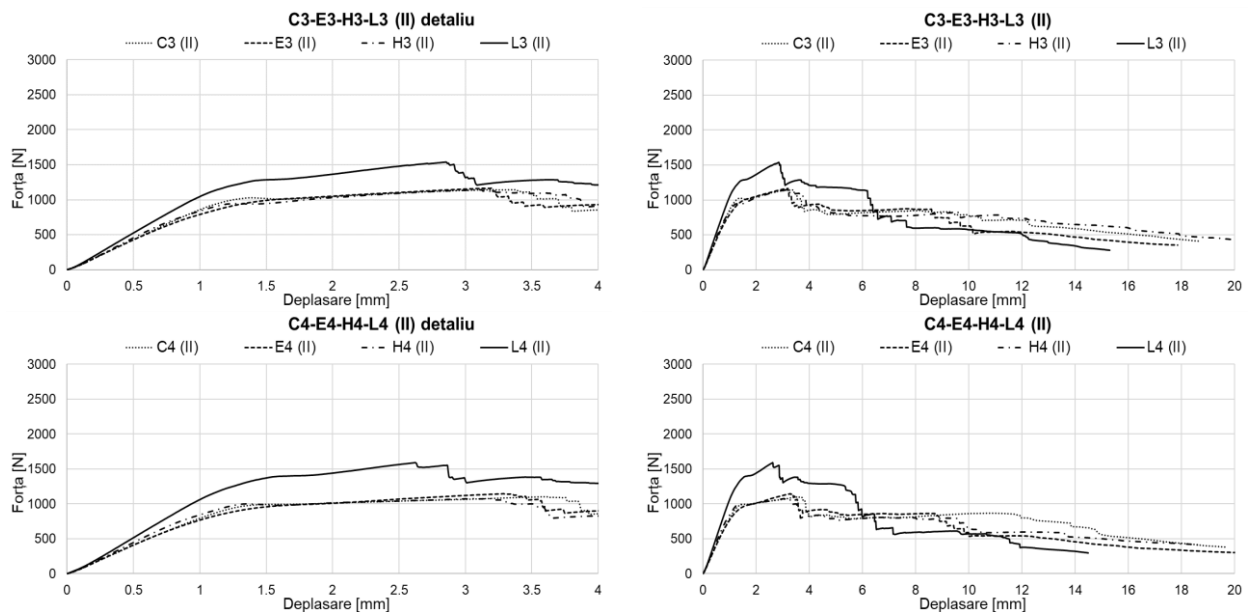 C3-E3-H3-L3 (II) detaliu
C3 (II) E3 (II) H3 (II) L3 (II)
3000
2500
2000
1500
1000
500
0
Forța [N]
0 0.5 1 1.5 2 2.5 3 3.5 4
Deplasare [mm]
C3-E3-H3-L3 (II)
C3 (II) E3 (II) H3 (II) L3 (II)
3000
2500
2000
1500
1000
500
0
Forța [N]
0 2 4 6 8 10 12 14 16 18 20
Deplasare [mm]
C4-E4-H4-L4 (II) detaliu
C4 (II) E4 (II) H4 (II) L4 (II)
3000
2500
2000
1500
1000
500
0
Forța [N]
0 0.5 1 1.5 2 2.5 3 3.5 4
Deplasare [mm]
C4-E4-H4-L4 (II)
C4 (II) E4 (II) H4 (II) L4 (II)
3000
2500
2000
1500
1000
500
0
Forța [N]
0 2 4 6 8 10 12 14 16 18 20
Deplasare [mm]